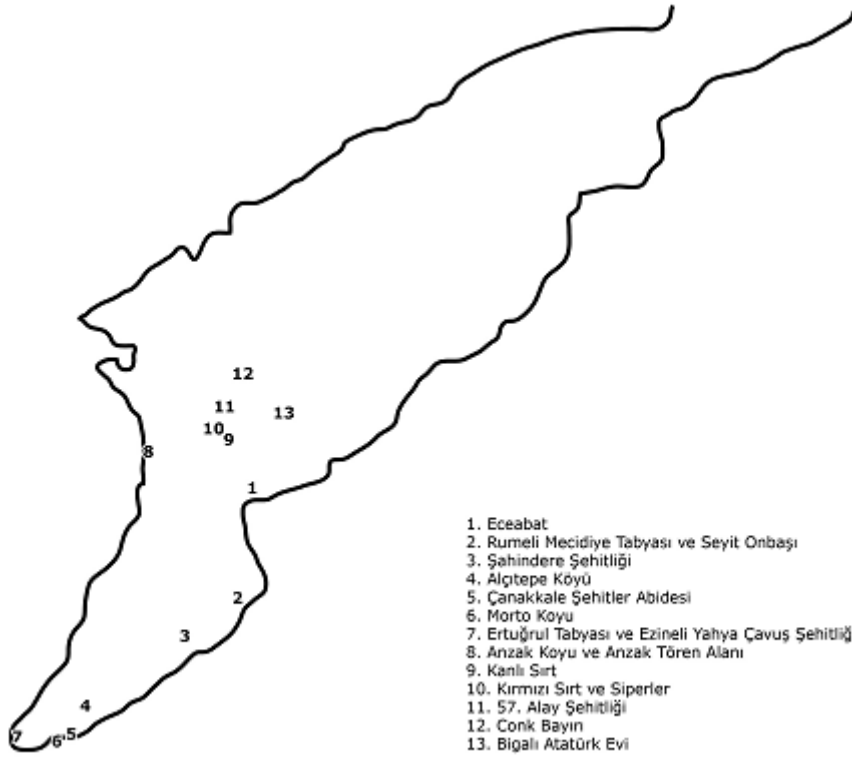 12
11
13
10
9
8
1
2
3
4
5
6
7
1. Eceabat
2. Rumeli Mecidiye Tabyası ve Seyit Onbaşı
3. Şahindere Şehitliği
4. Alçıtepe Köyü
5. Çanakkale Şehitler Abidesi
6. Morto Koyu
7. Ertuğrul Tabyası ve Ezineli Yahya Çavuş Şehitliğ
8. Anzak Koyu ve Anzak Tören Alanı
9. Kanlı Sırt
10. Kırmızı Sırt ve Siperler
11. 57. Alay Şehitliği
12. Conk Bayırı
13. Bigalı Atatürk Evi